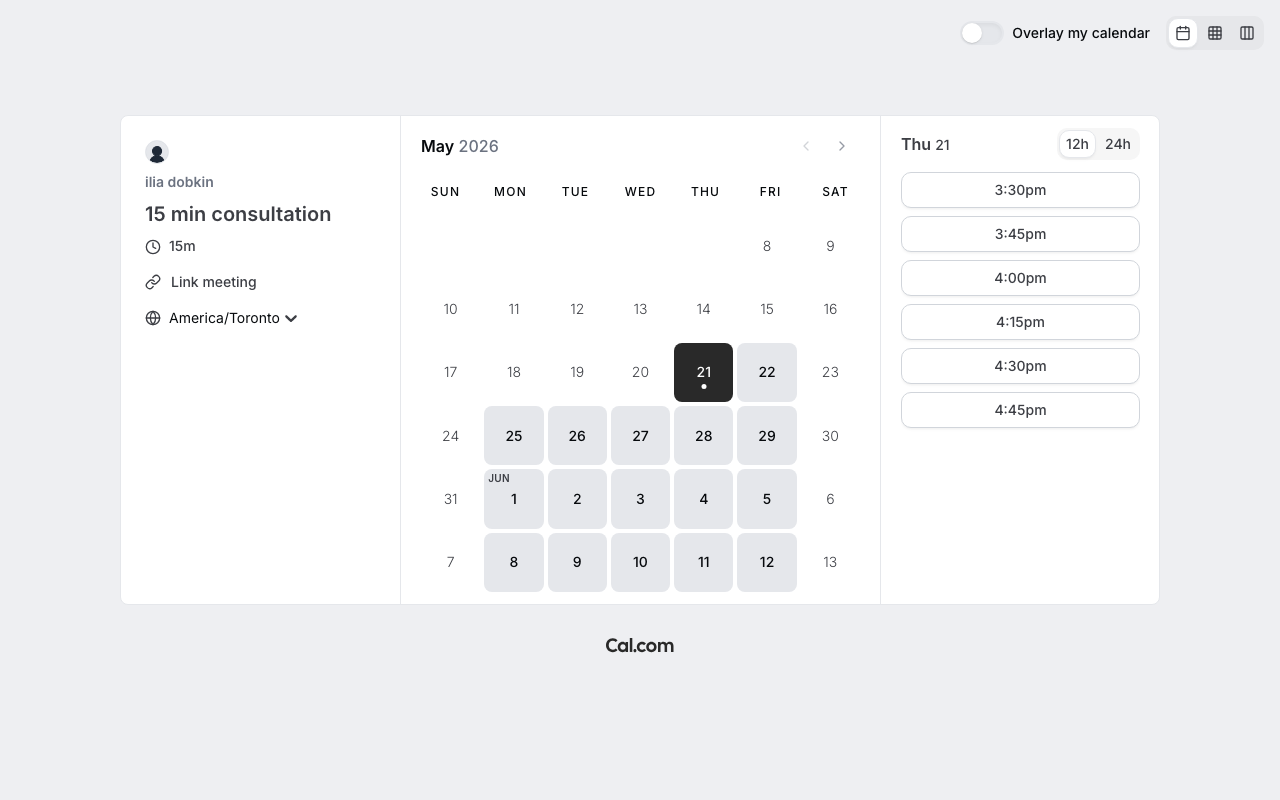 Overlay my calendar
ilia dobkin
15 min consultation
15m
Link meeting
America/Toronto
May 2026
SUN MON TUE WED THU FRI SAT
8 9
10 11 12 13 14 15 16
17 18 19 20 21 22 23
24 25 26 27 28 29 30
JUN
31 1 2 3 4 5 6
7 8 9 10 11 12 13
Thu 21
12h 24h
3:30pm
3:45pm
4:00pm
4:15pm
4:30pm
4:45pm
Cal.com